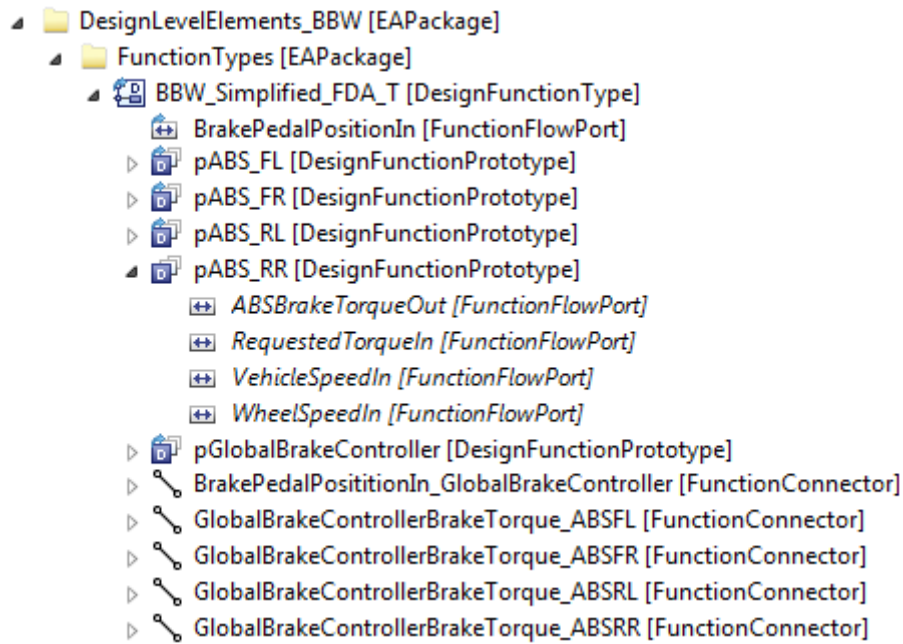 DesignLevelElements_BBW [EAPackage]
FunctionTypes [EAPackage]
BBW_Simplified_FDA_T [DesignFunctionType]
BrakePedalPositionIn [FunctionFlowPort]
pABS_FL [DesignFunctionPrototype]
pABS_FR [DesignFunctionPrototype]
pABS_RL [DesignFunctionPrototype]
pABS_RR [DesignFunctionPrototype]
ABSBrakeTorqueOut [FunctionFlowPort]
RequestedTorqueIn [FunctionFlowPort]
VehicleSpeedIn [FunctionFlowPort]
WheelSpeedIn [FunctionFlowPort]
pGlobalBrakeController [DesignFunctionPrototype]
BrakePedalPosititionIn_GlobalBrakeController [FunctionConnector]
GlobalBrakeControllerBrakeTorque_ABSFL [FunctionConnector]
GlobalBrakeControllerBrakeTorque_ABSFR [FunctionConnector]
GlobalBrakeControllerBrakeTorque_ABSRL [FunctionConnector]
GlobalBrakeControllerBrakeTorque_ABSRR [FunctionConnector]